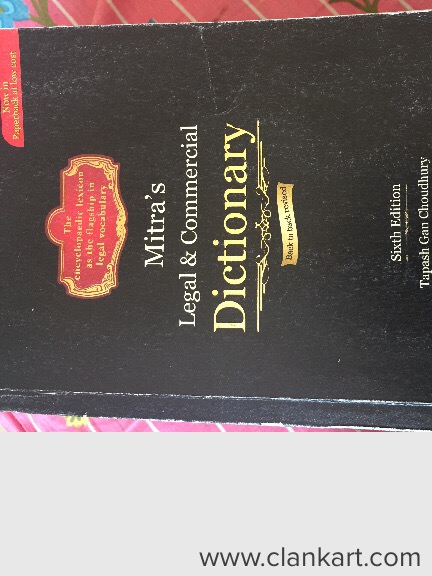 Now in
Paperback at low cost
The
encyclopaedic lexicon
as the flagship in
legal vocabulary
Mitra's
Legal & Commercial
Dictionary
Back to back revised
Sixth Edition
Tapash Gan Choudhury
www.clankart.com